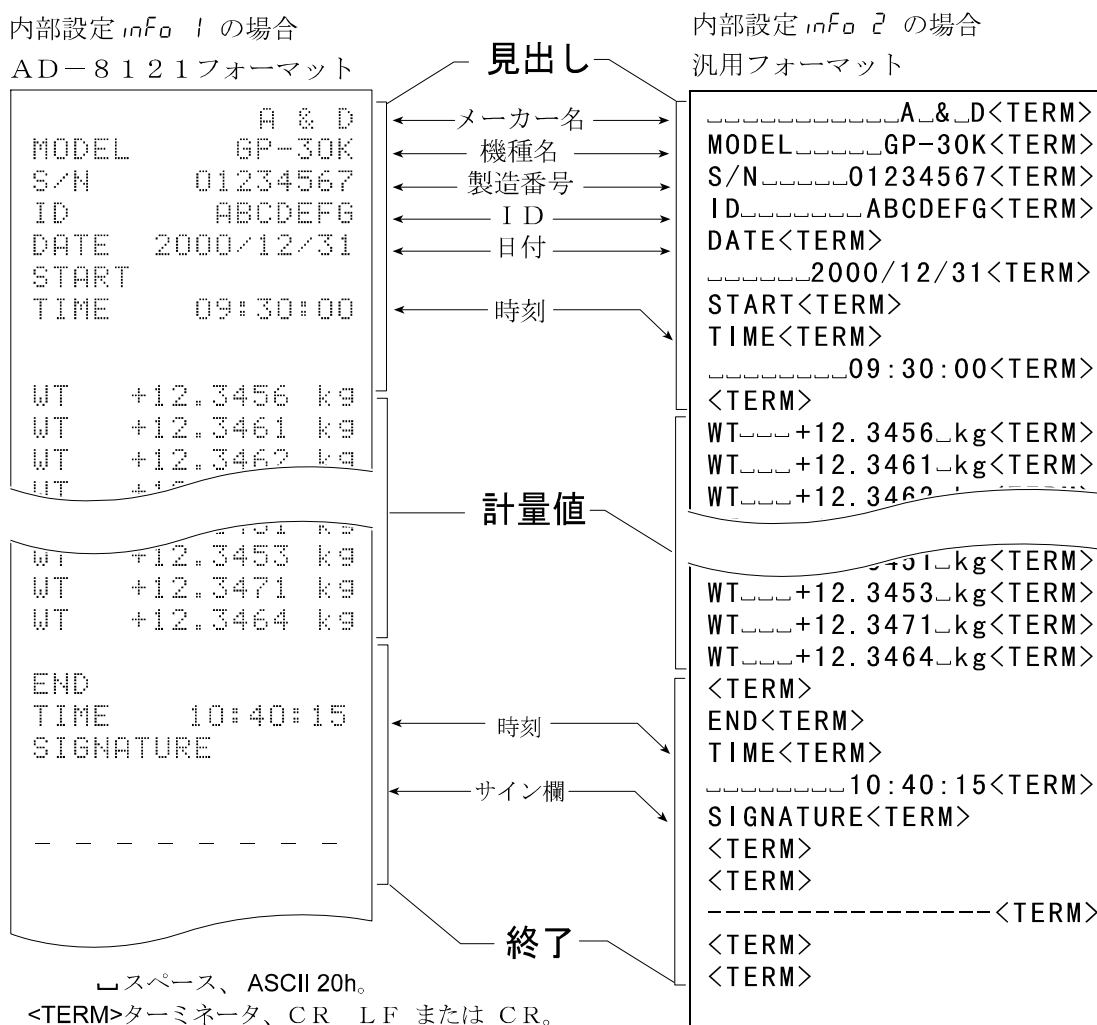 内部設定 info 1 の場合
AD－8121フォーマット
A & D
MODEL GP-30K
S/N 01234567
ID ABCDEFG
DATE 2000/12/31
START
TIME 09:30:00
WT +12.3456 kg
WT +12.3461 kg
WT +12.3462 kg
WT
WT +12.3453 kg
WT +12.3471 kg
WT +12.3464 kg
END
TIME 10:40:15
SIGNATURE
– – – – – – – –
␣スペース、ASCII 20h。
<TERM>ターミネータ、ＣＲ ＬＦ または ＣＲ。
見出し
メーカー名
機種名
製造番号
ＩＤ
日付
時刻
計量値
時刻
サイン欄
終了
内部設定 info 2 の場合
汎用フォーマット
␣␣␣␣␣␣␣␣␣␣␣A␣&␣D<TERM>
MODEL␣␣␣␣␣GP-30K<TERM>
S/N␣␣␣␣␣01234567<TERM>
ID␣␣␣␣␣␣␣ABCDEFG<TERM>
DATE<TERM>
␣␣␣␣␣␣2000/12/31<TERM>
START<TERM>
TIME<TERM>
␣␣␣␣␣␣␣␣09:30:00<TERM>
<TERM>
WT␣␣␣+12.3456␣kg<TERM>
WT␣␣␣+12.3461␣kg<TERM>
WT␣␣␣+12.3462
␣kg<TERM>
WT␣␣␣+12.3453␣kg<TERM>
WT␣␣␣+12.3471␣kg<TERM>
WT␣␣␣+12.3464␣kg<TERM>
<TERM>
END<TERM>
TIME<TERM>
␣␣␣␣␣␣␣␣10:40:15<TERM>
SIGNATURE<TERM>
<TERM>
<TERM>
----------------<TERM>
<TERM>
<TERM>